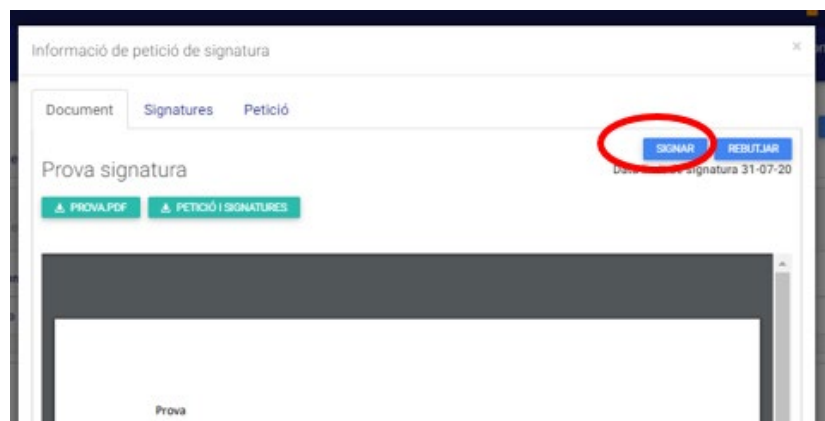 Informació de petició de signatura
×
Document Signatures Petició
SIGNAR REBUTJAR
Prova signatura
signatura 31-07-20
PROVA.PDF PETICIÓ I SIGNATURES
Prova